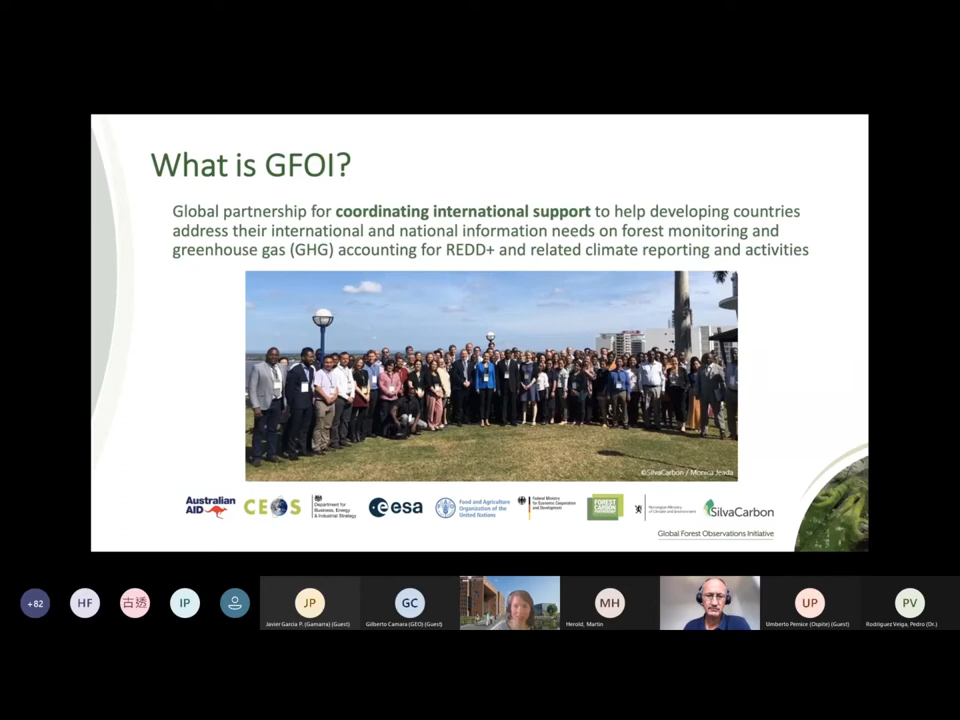 What is GFOI?
Global partnership for coordinating international support to help developing countries
address their international and national information needs on forest monitoring and
greenhouse gas (GHG) accounting for REDD+ and related climate reporting and activities
©SilvaCarbon / Monica Jeada
Australian
AID
CEOS
Department for
Business, Energy
& Industrial Strategy
esa
Food and Agriculture
Organization of the
United Nations
Federal Ministry
for Economic Cooperation
and Development
FOREST
CARBON
PARTNERSHIP
Norwegian Ministry
of Climate and Environment
SilvaCarbon
Global Forest Observations Initiative
+82
HF
古透
IP
JP
Javier Garcia P. (Gamarra) (Guest)
GC
Gilberto Camara (GEO) (Guest)
MH
Herold, Martin
UP
Umberto Pernice (Ospite) (Guest)
PV
Rodriguez Veiga, Pedro (Dr.)